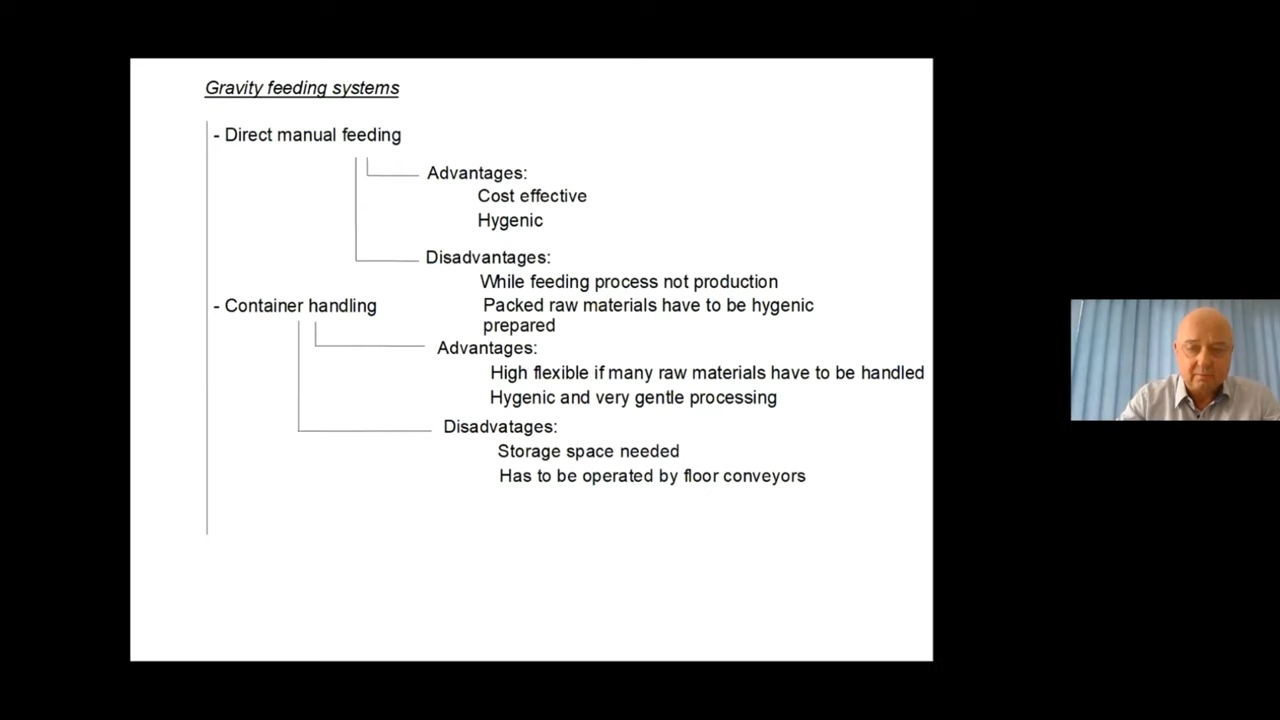 Gravity feeding systems
- Direct manual feeding
Advantages:
Cost effective
Hygenic
Disadvantages:
While feeding process not production
Packed raw materials have to be hygenic
prepared
- Container handling
Advantages:
High flexible if many raw materials have to be handled
Hygenic and very gentle processing
Disadvatages:
Storage space needed
Has to be operated by floor conveyors